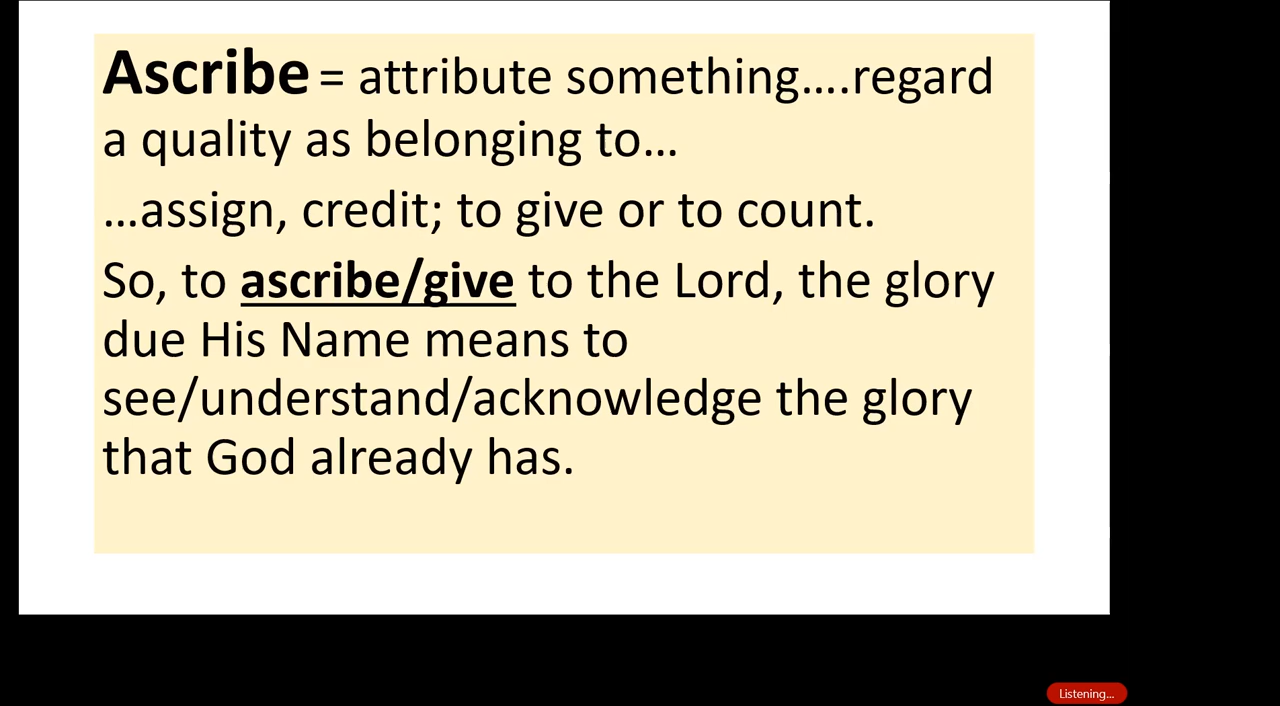 Ascribe = attribute something....regard
a quality as belonging to...
...assign, credit; to give or to count.
So, to ascribe/give to the Lord, the glory
due His Name means to
see/understand/acknowledge the glory
that God already has.
Listening...